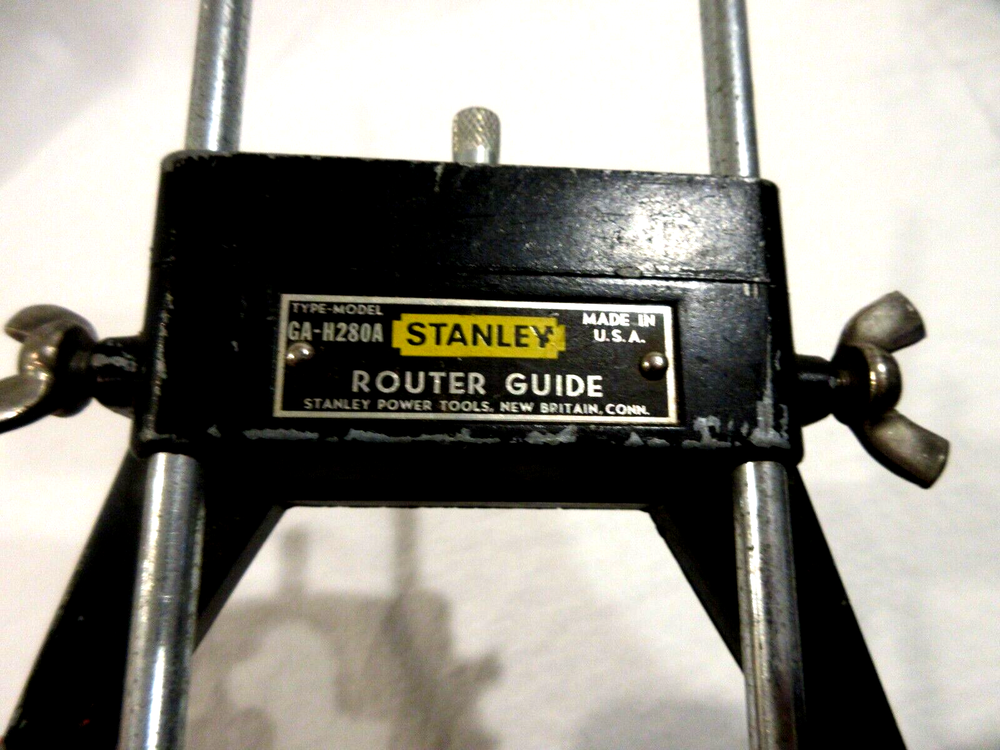 TYPE-MODEL
GA-H280A STANLEY MADE IN
U.S.A.
ROUTER GUIDE
STANLEY POWER TOOLS, NEW BRITAIN, CONN.